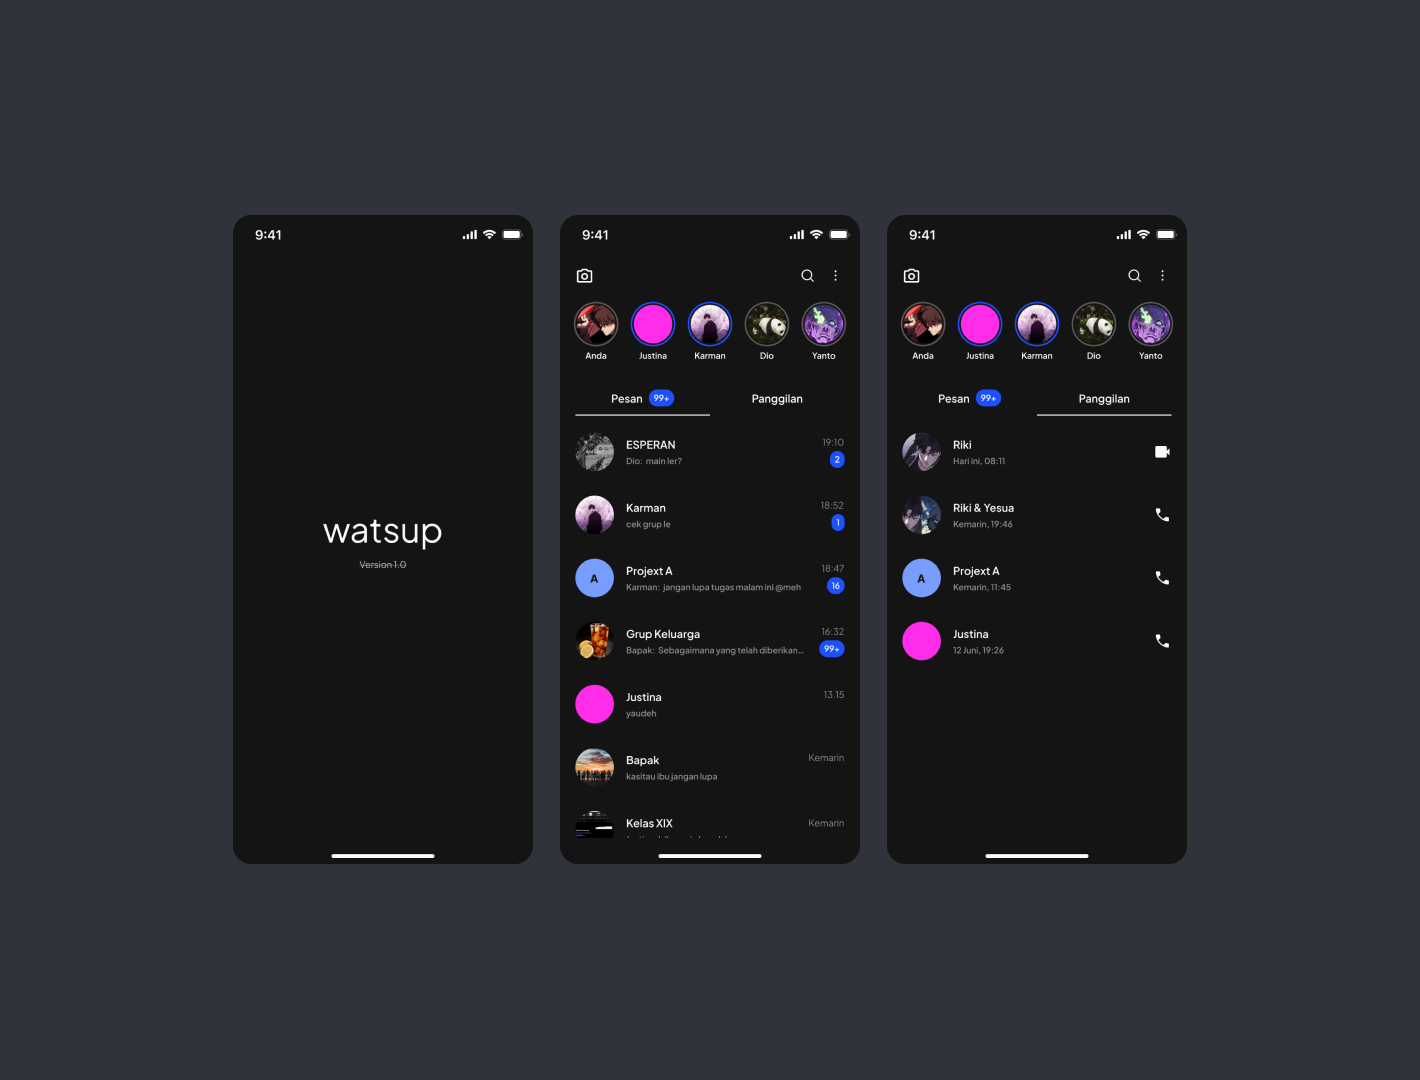 9:41
watsup
Version 1.0
9:41
Anda
Justina
Karman
Dio
Yanto
Pesan 99+
Panggilan
ESPERAN
19:10
Dio: main ler?
2
Karman
18:52
cek grup le
1
A
Projext A
18:47
Karman: jangan lupa tugas malam ini @meh
16
Grup Keluarga
16:32
Bapak: Sebagaimana yang telah diberikan...
99+
Justina
13.15
yaudeh
Bapak
Kemarin
kasitau ibu jangan lupa
Kelas XIX
Kemarin
9:41
Anda
Justina
Karman
Dio
Yanto
Pesan 99+
Panggilan
Riki
Hari ini, 08:11
Riki & Yesua
Kemarin, 19:46
A
Projext A
Kemarin, 11:45
Justina
12 Juni, 19:26